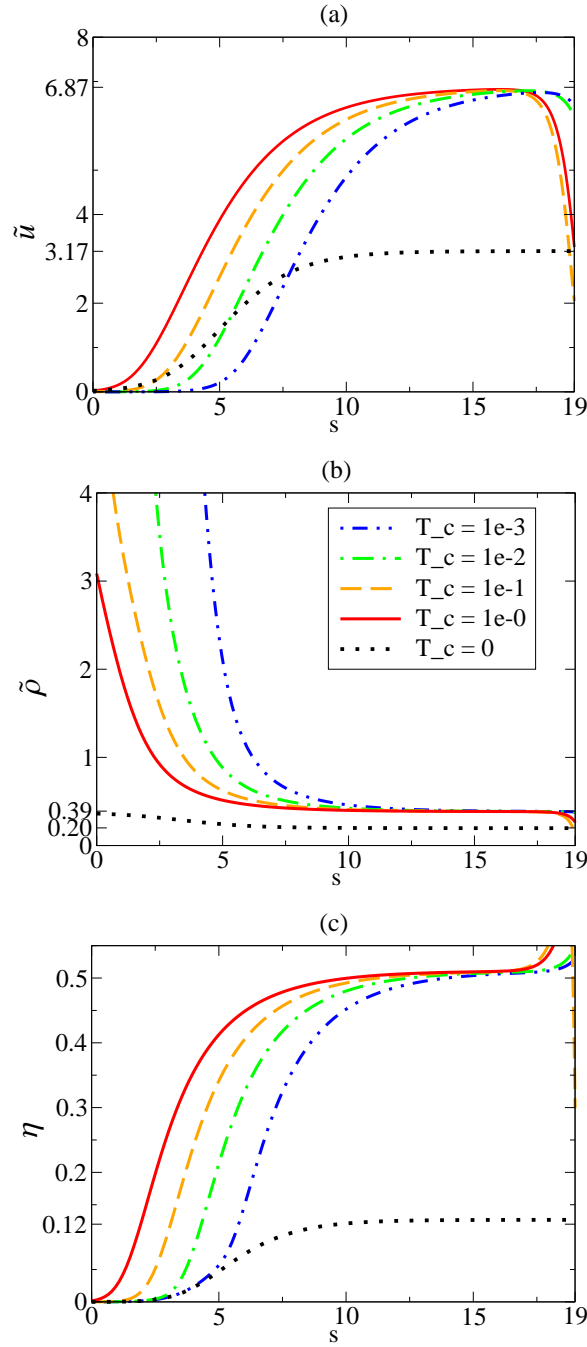 (a)
8
6.87
4
3.17
2
0
ũ
0 5 10 15 19
s
(b)
4
3
2
1
0.39
0.20
0
ρ̃
T_c = 1e-3
T_c = 1e-2
T_c = 1e-1
T_c = 1e-0
T_c = 0
0 5 10 15 19
s
(c)
0.5
0.4
0.3
0.2
0.12
0
η
0 5 10 15 19
s